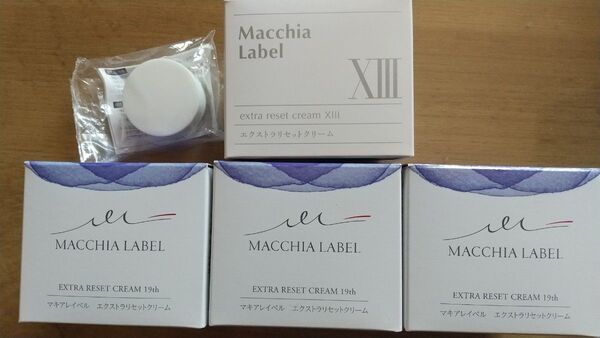 Macchia
Label
XIII
extra reset cream XIII
エクストラリセットクリーム
MACCHIA LABEL
EXTRA RESET CREAM 19th
マキアレイベル エクストラリセットクリーム
MACCHIA LABEL
EXTRA RESET CREAM 19th
マキアレイベル エクストラリセットクリーム
MACCHIA LABEL
EXTRA RESET CREAM 19th
マキアレイベル エクストラリセットクリーム